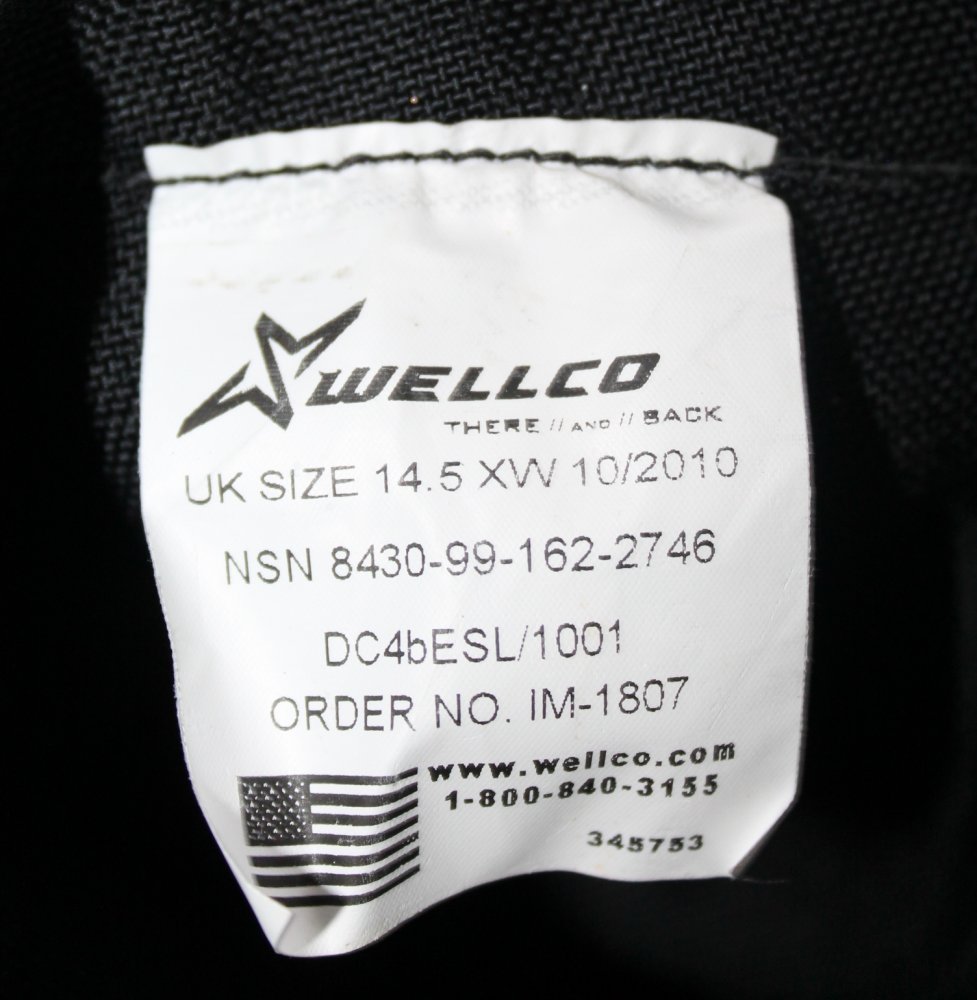 WELLCO
THERE // AND // BACK
UK SIZE 14.5 XW 10/2010
NSN 8430-99-162-2746
DC4bESL/1001
ORDER NO. IM-1807
www.wellco.com
1-800-840-3155
345753